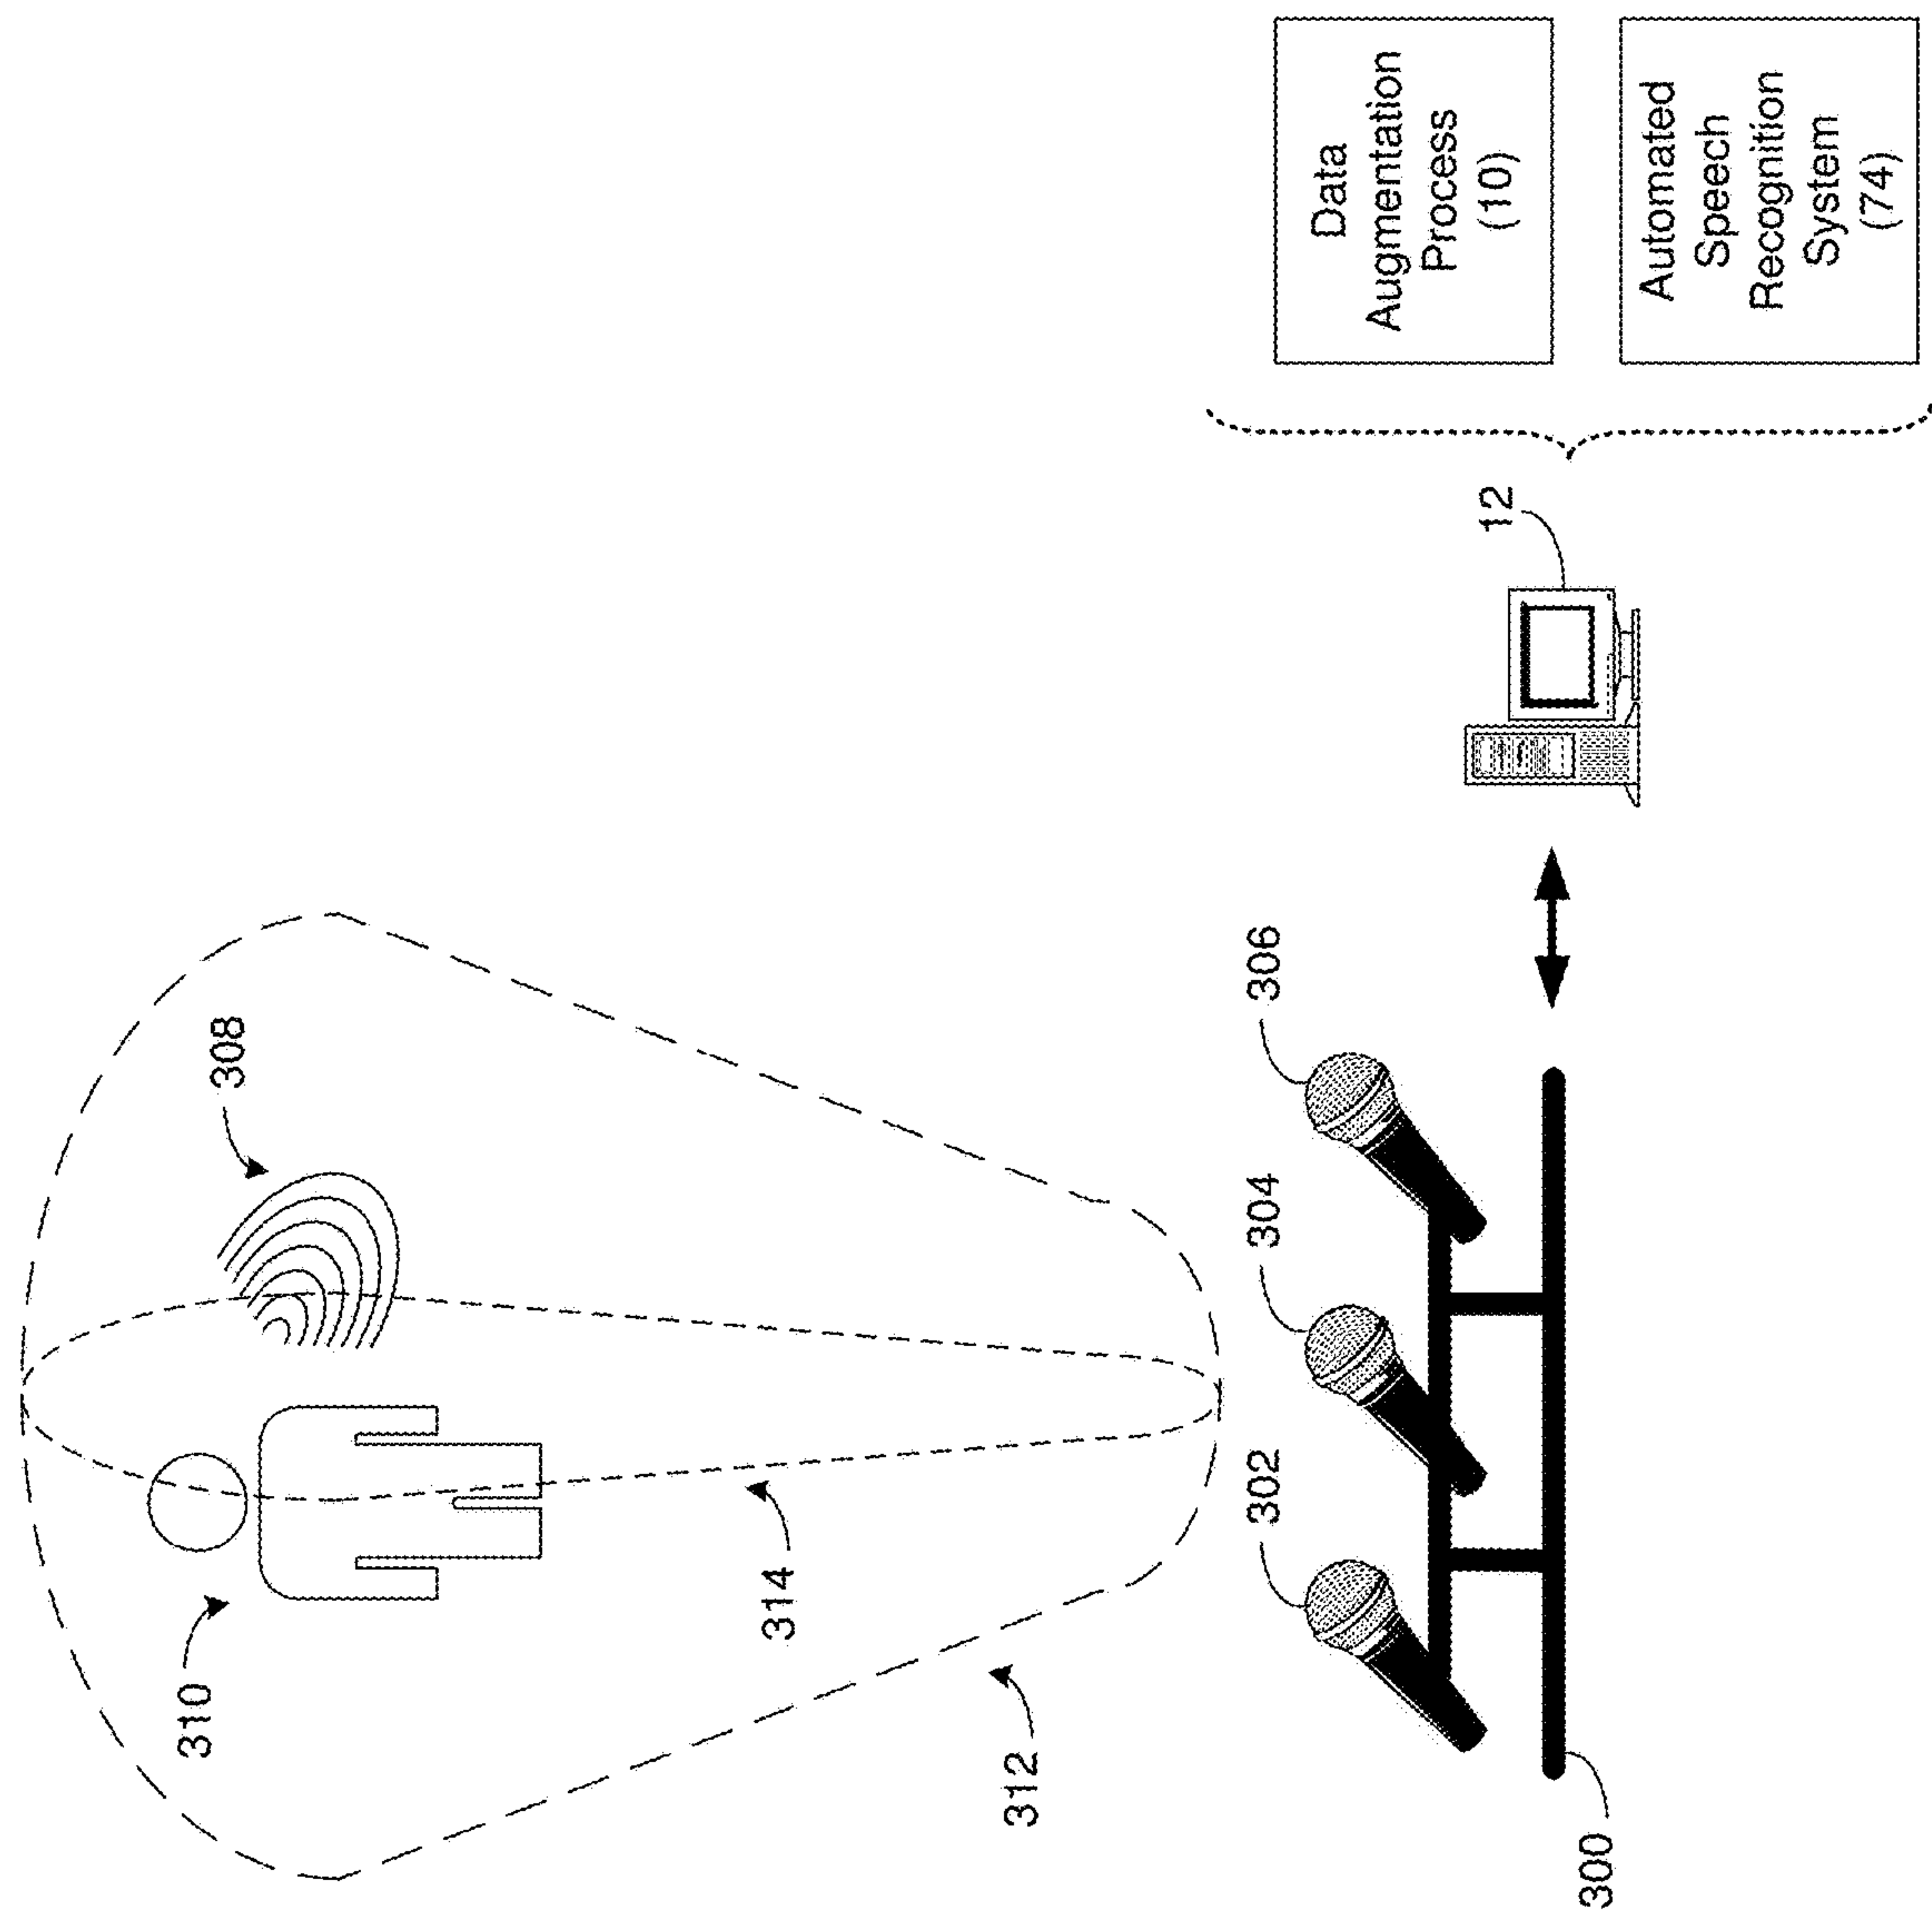 310
308
314
312
302
304
306
300
12
Data
Augmentation
Process
(10)
Automated
Speech
Recognition
System
(74)